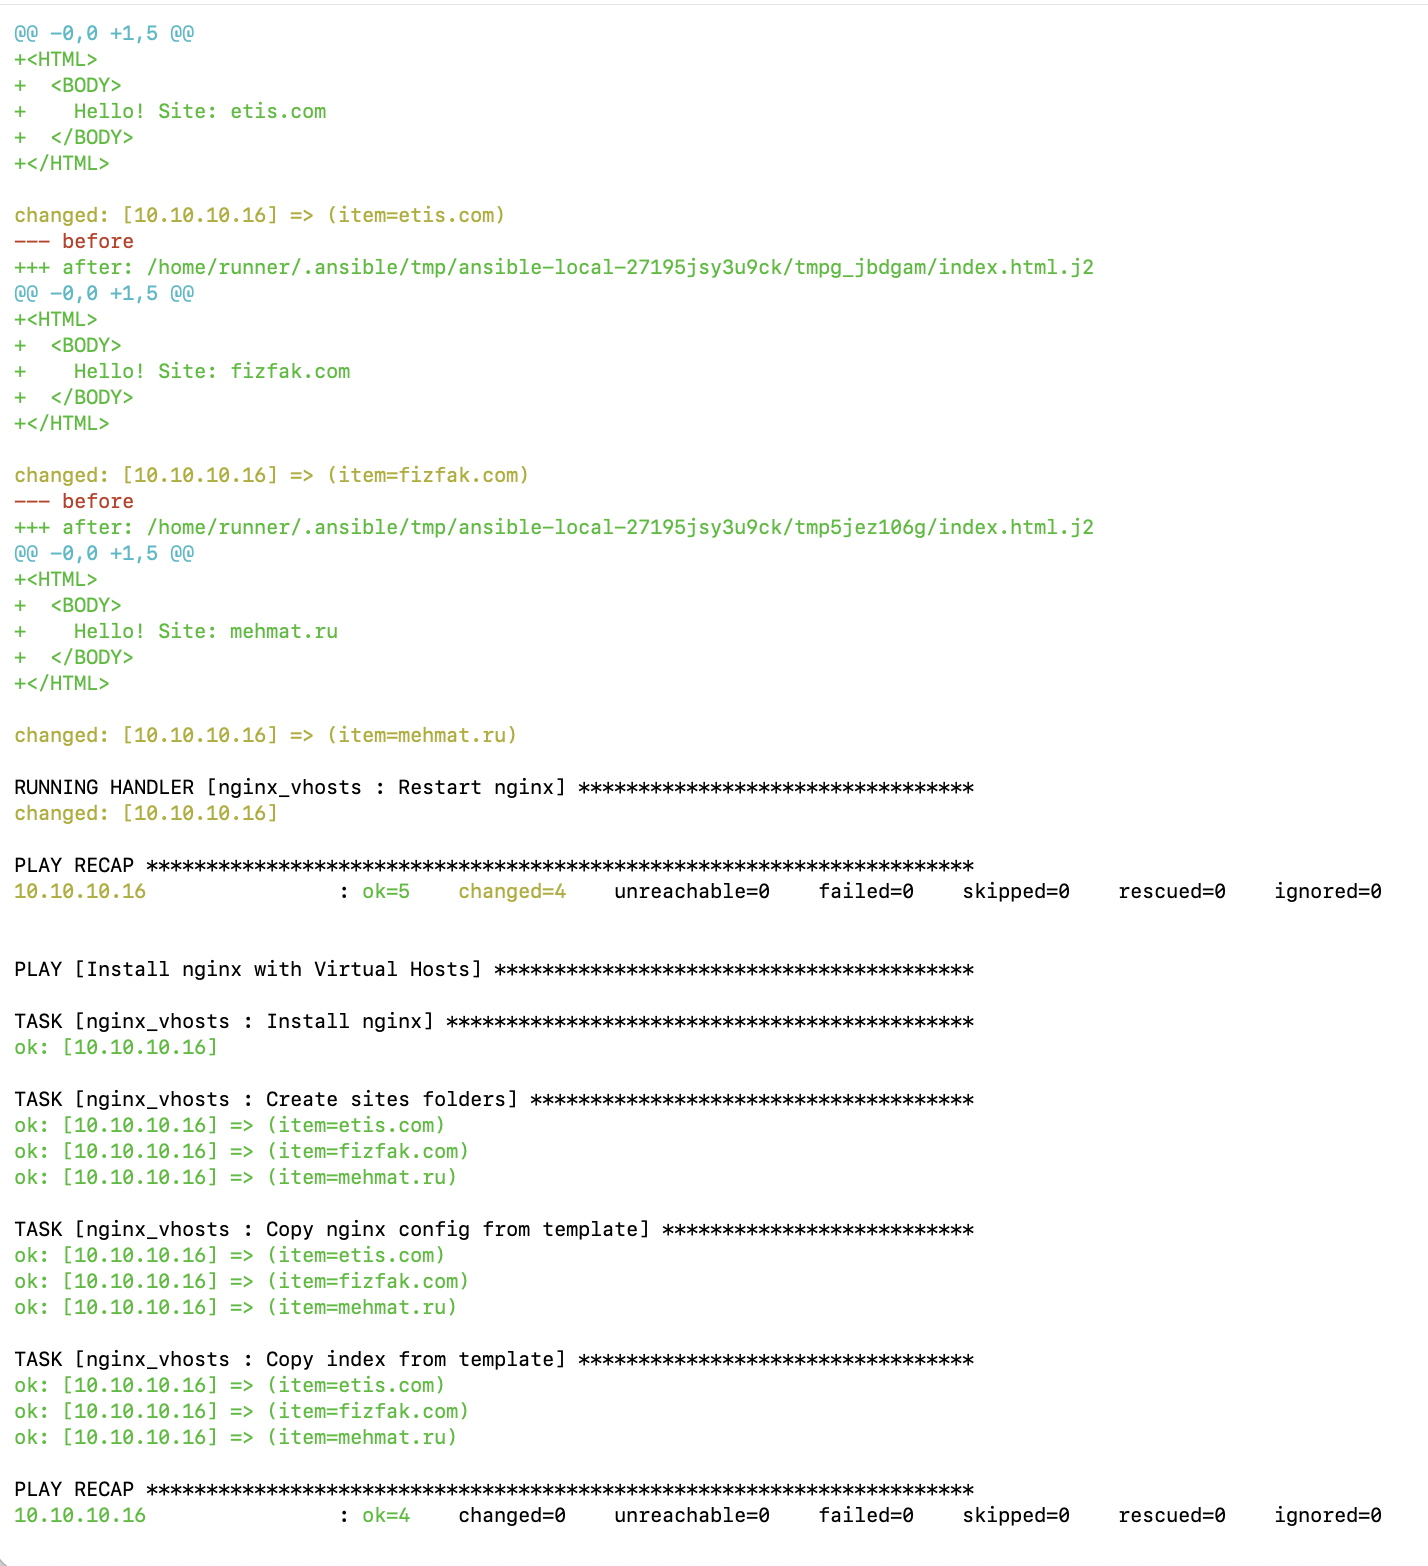 @@ -0,0 +1,5 @@
+<HTML>
+  <BODY>
+    Hello! Site: etis.com
+  </BODY>
+</HTML>

changed: [10.10.10.16] => (item=etis.com)
--- before
+++ after: /home/runner/.ansible/tmp/ansible-local-27195jsy3u9ck/tmpg_jbdgam/index.html.j2
@@ -0,0 +1,5 @@
+<HTML>
+  <BODY>
+    Hello! Site: fizfak.com
+  </BODY>
+</HTML>

changed: [10.10.10.16] => (item=fizfak.com)
--- before
+++ after: /home/runner/.ansible/tmp/ansible-local-27195jsy3u9ck/tmp5jez106g/index.html.j2
@@ -0,0 +1,5 @@
+<HTML>
+  <BODY>
+    Hello! Site: mehmat.ru
+  </BODY>
+</HTML>

changed: [10.10.10.16] => (item=mehmat.ru)

RUNNING HANDLER [nginx_vhosts : Restart nginx] *********************************
changed: [10.10.10.16]

PLAY RECAP *********************************************************************
10.10.10.16                : ok=5    changed=4    unreachable=0    failed=0    skipped=0    rescued=0    ignored=0

PLAY [Install nginx with Virtual Hosts] ****************************************

TASK [nginx_vhosts : Install nginx] ********************************************
ok: [10.10.10.16]

TASK [nginx_vhosts : Create sites folders] *************************************
ok: [10.10.10.16] => (item=etis.com)
ok: [10.10.10.16] => (item=fizfak.com)
ok: [10.10.10.16] => (item=mehmat.ru)

TASK [nginx_vhosts : Copy nginx config from template] **************************
ok: [10.10.10.16] => (item=etis.com)
ok: [10.10.10.16] => (item=fizfak.com)
ok: [10.10.10.16] => (item=mehmat.ru)

TASK [nginx_vhosts : Copy index from template] *********************************
ok: [10.10.10.16] => (item=etis.com)
ok: [10.10.10.16] => (item=fizfak.com)
ok: [10.10.10.16] => (item=mehmat.ru)

PLAY RECAP *********************************************************************
10.10.10.16                : ok=4    changed=0    unreachable=0    failed=0    skipped=0    rescued=0    ignored=0